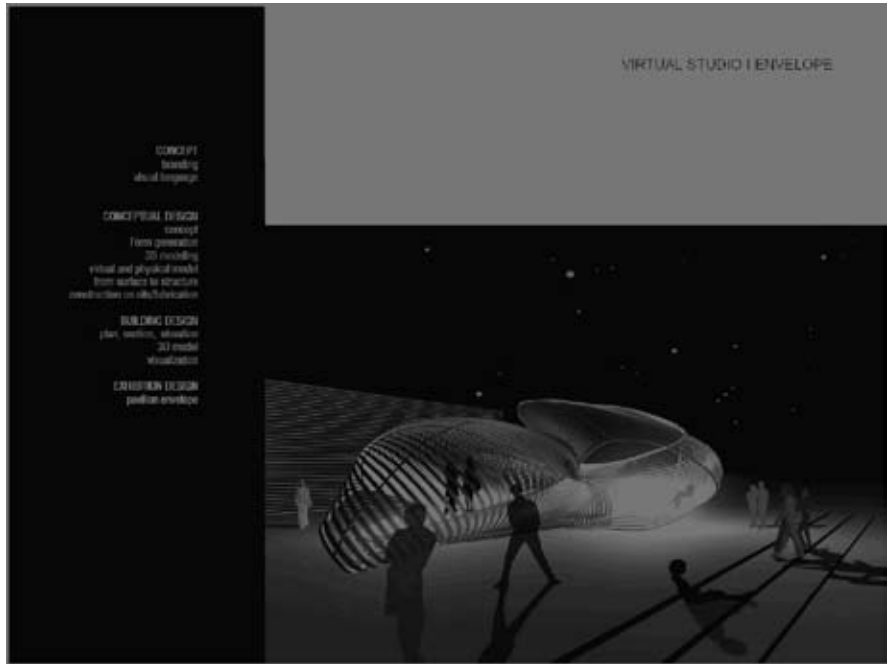 VIRTUAL STUDIO I ENVELOPE
CONCEPT
branding
visual language
CONCEPTUAL DESIGN
concept
Form generation
3D modelling
virtual and physical model
from surface to structure
construction on site/fabrication
BUILDING DESIGN
plan, section, elevation
3D model
visualization
EXHIBITION DESIGN
pavilion envelope